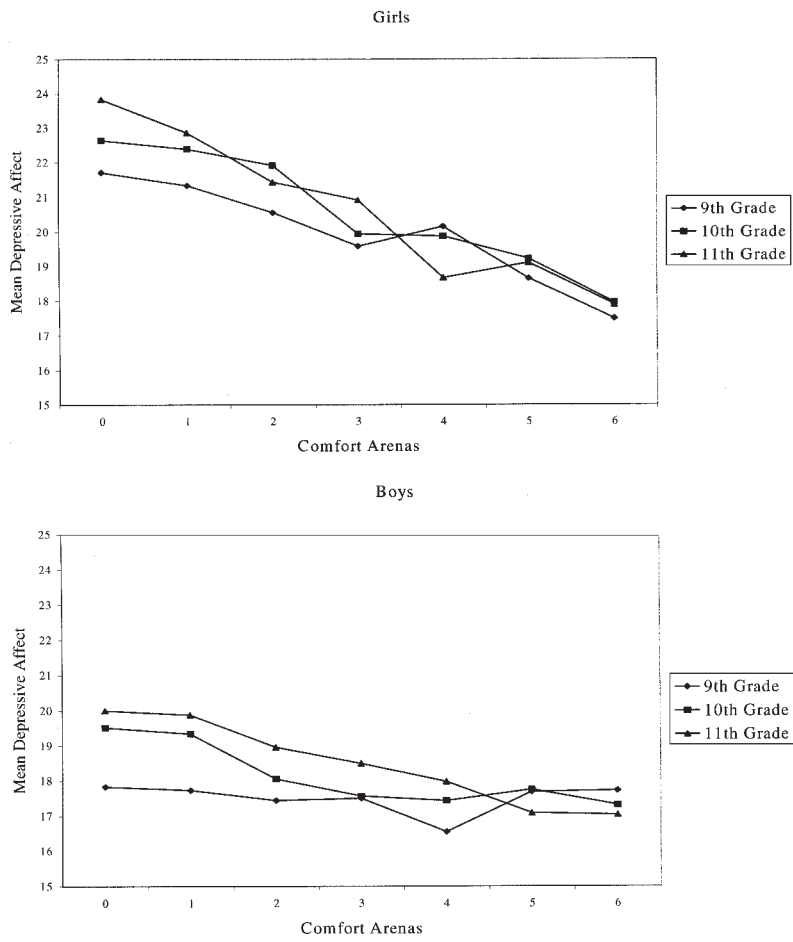 Girls
25
24
23
22
21
20
19
18
17
16
15
Mean Depressive Affect
0 1 2 3 4 5 6
Comfort Arenas
9th Grade
10th Grade
11th Grade
Boys
25
24
23
22
21
20
19
18
17
16
15
Mean Depressive Affect
0 1 2 3 4 5 6
Comfort Arenas
9th Grade
10th Grade
11th Grade